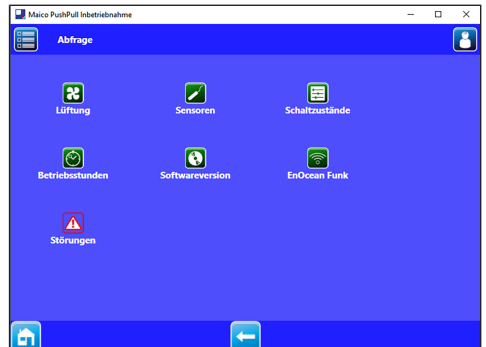 Maico PushPull Inbetriebnahme
Abfrage
Lüftung
Sensoren
Schaltzustände
Betriebsstunden
Softwareversion
EnOcean Funk
Störungen